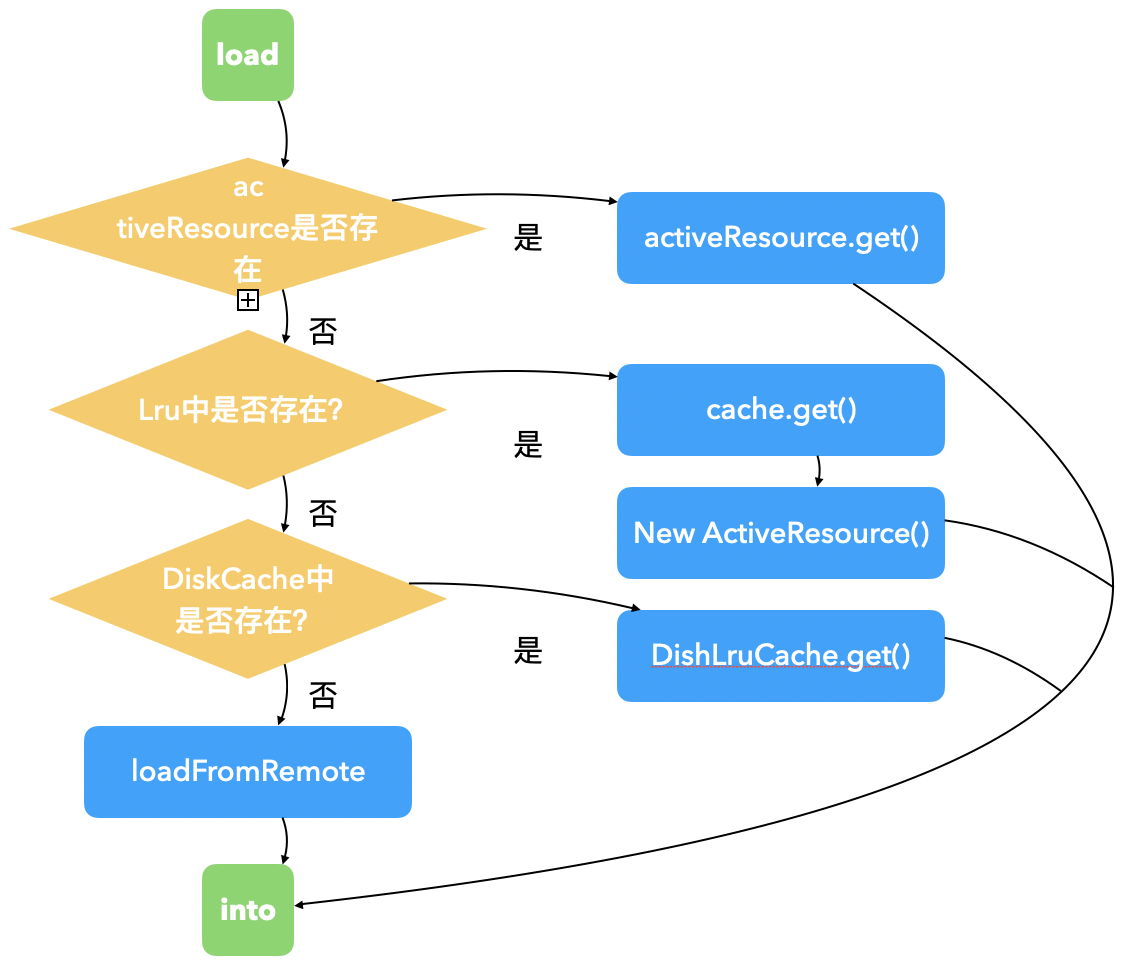 load
ac
tiveResource是否存
在
是
activeResource.get()
否
Lru中是否存在?
是
cache.get()
New ActiveResource()
否
DiskCache中
是否存在?
是
DishLruCache.get()
否
loadFromRemote
into